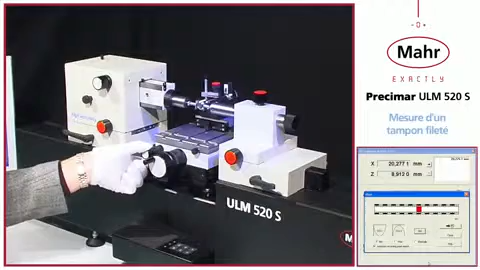 Mahr
EXACTLY
Precimar ULM 520 S
Mesure d'un
tampon fileté
X 20,277 1 mm
Z 8,912 0 mm
ULM 520 S
Mahr